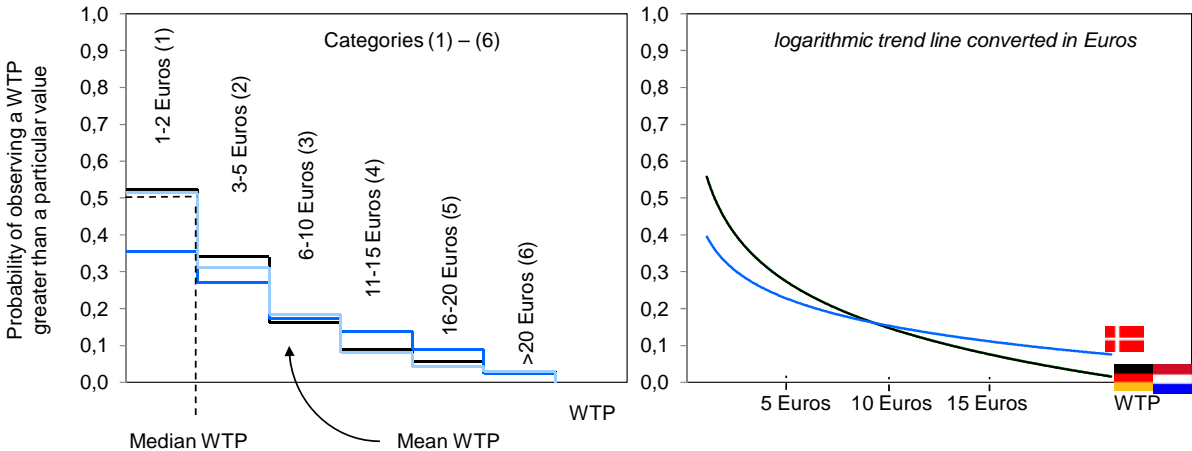 Probability of observing a WTP
greater than a particular value
1,0
0,9
0,8
0,7
0,6
0,5
0,4
0,3
0,2
0,1
0,0
Categories (1) – (6)
1-2 Euros (1)
3-5 Euros (2)
6-10 Euros (3)
11-15 Euros (4)
16-20 Euros (5)
>20 Euros (6)
WTP
Median WTP
Mean WTP
1,0
0,9
0,8
0,7
0,6
0,5
0,4
0,3
0,2
0,1
0,0
logarithmic trend line converted in Euros
5 Euros
10 Euros
15 Euros
WTP